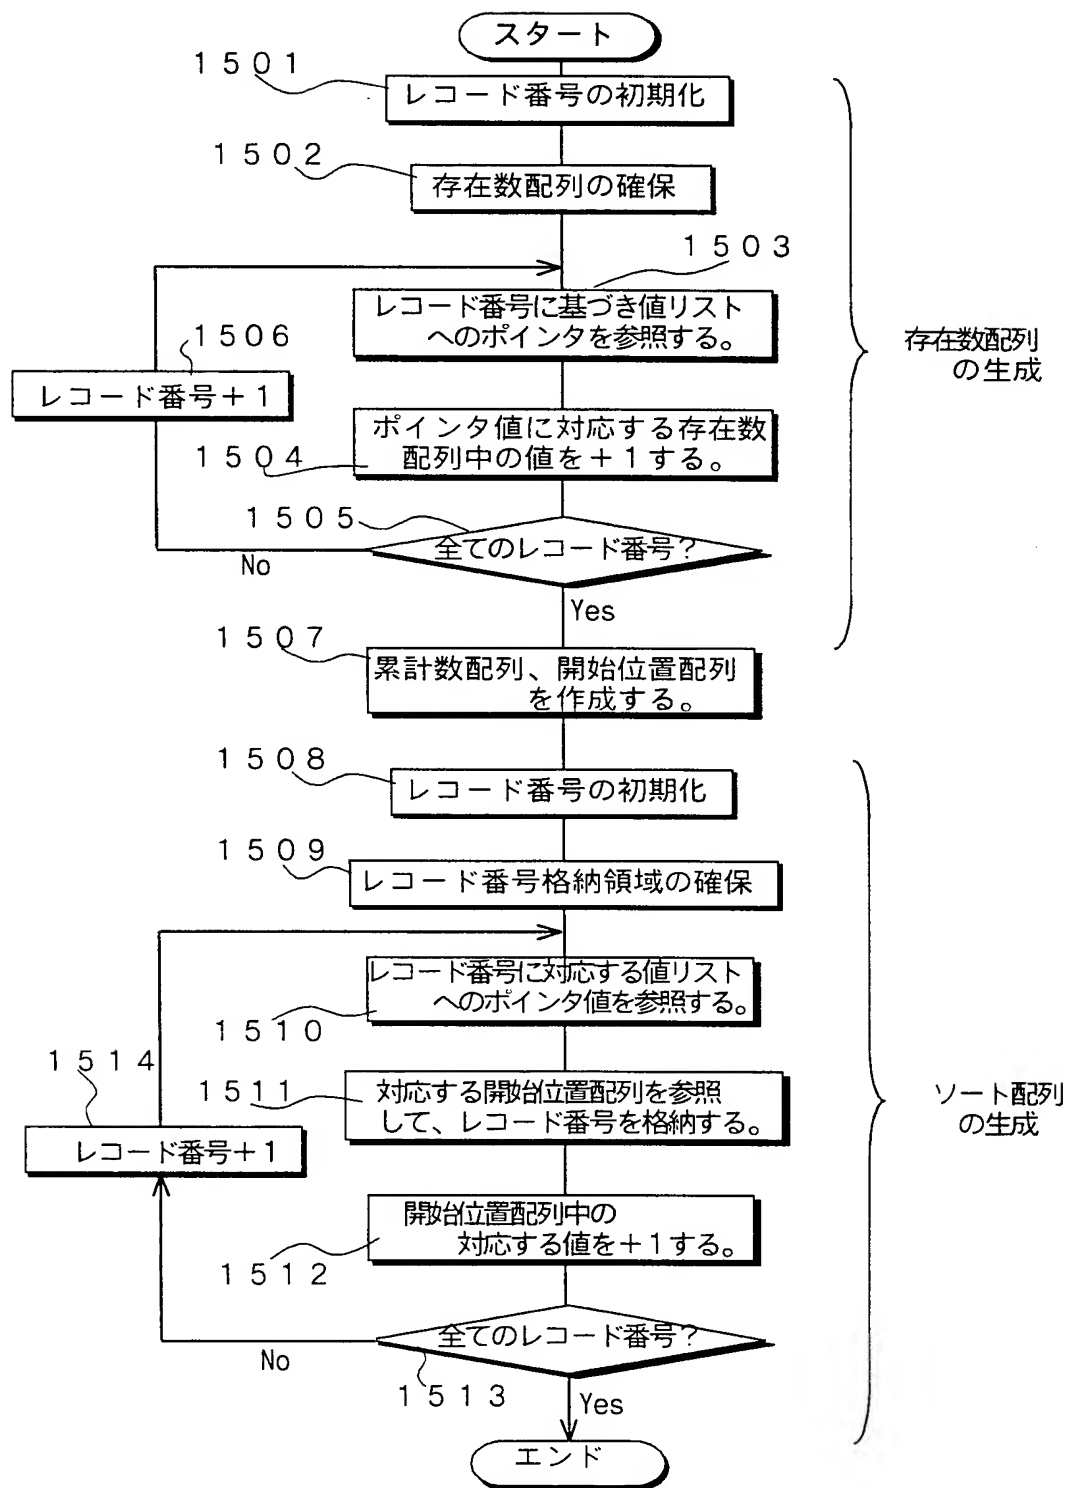 スタート
1501
レコード番号の初期化
1502
存在数配列の確保
1503
レコード番号に基づき値リスト
へのポインタを参照する。
1506
レコード番号+1
ポインタ値に対応する存在数
配列中の値を+1する。
1504
1505
全てのレコード番号?
No
Yes
存在数配列
の生成
1507
累計数配列、開始位置配列
を作成する。
1508
レコード番号の初期化
1509
レコード番号格納領域の確保
レコード番号に対応する値リスト
へのポインタ値を参照する。
1510
1514
レコード番号+1
1511
対応する開始位置配列を参照
して、レコード番号を格納する。
開始位置配列中の
対応する値を+1する。
1512
全てのレコード番号?
No
1513
Yes
ソート配列
の生成
エンド